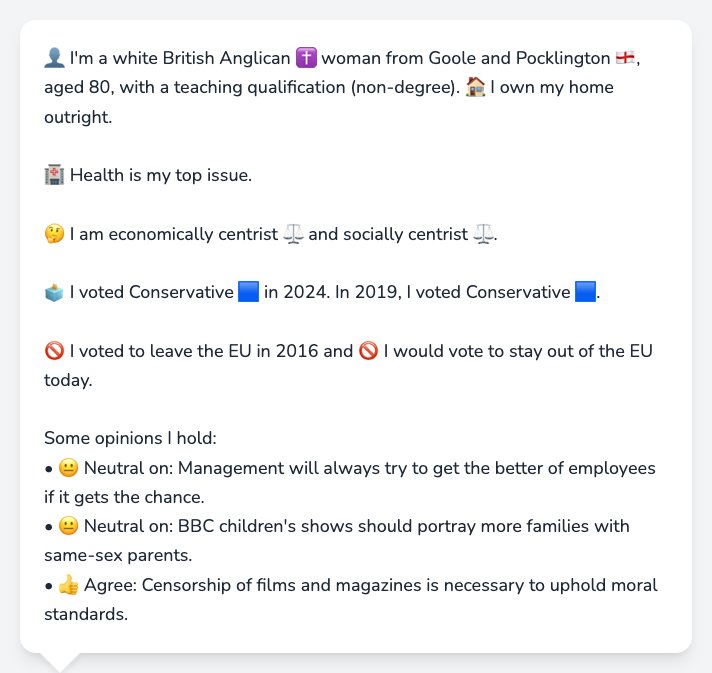 👤 I'm a white British Anglican ✝️ woman from Goole and Pocklington 🏴󠁧󠁢󠁥󠁮󠁧󠁿,
aged 80, with a teaching qualification (non-degree). 🏠 I own my home
outright.
🏥 Health is my top issue.
🤔 I am economically centrist ⚖️ and socially centrist ⚖️.
🗳️ I voted Conservative 🟦 in 2024. In 2019, I voted Conservative 🟦.
🚫 I voted to leave the EU in 2016 and 🚫 I would vote to stay out of the EU
today.
Some opinions I hold:
• 😐 Neutral on: Management will always try to get the better of employees
if it gets the chance.
• 😐 Neutral on: BBC children's shows should portray more families with
same-sex parents.
• 👍 Agree: Censorship of films and magazines is necessary to uphold moral
standards.